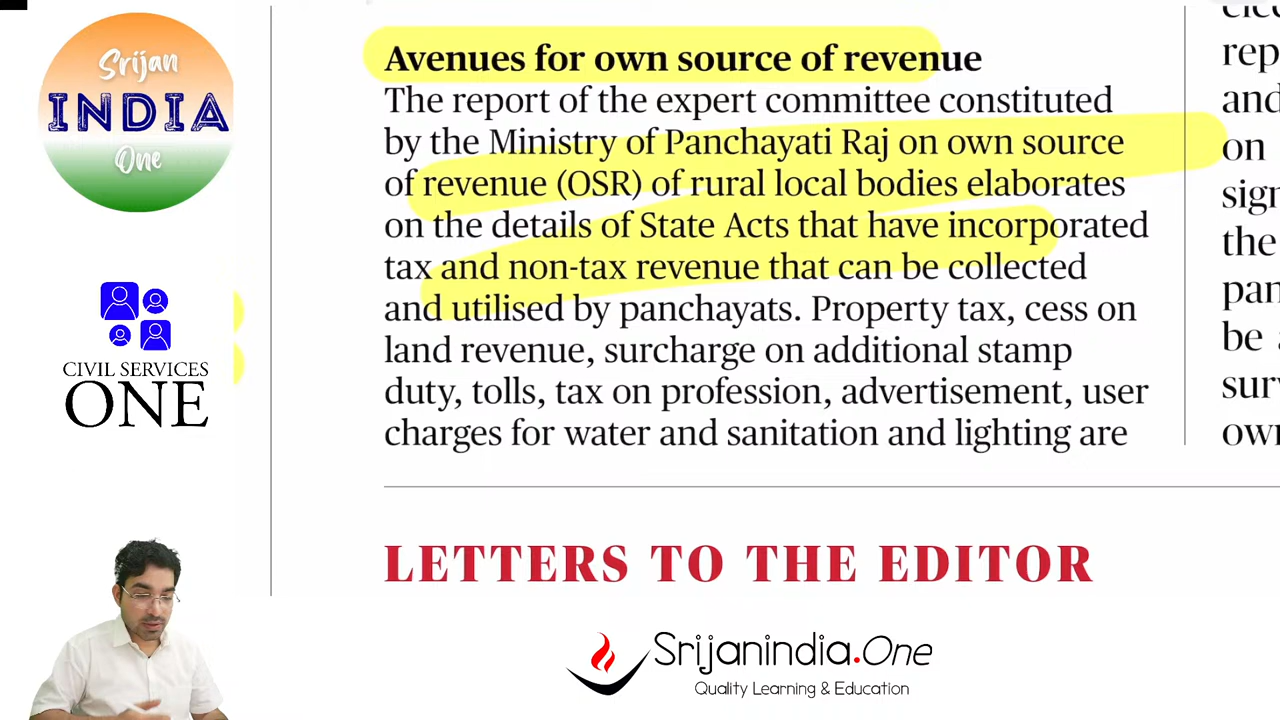 Srijan
INDIA
One
CIVIL SERVICES
ONE
Avenues for own source of revenue
The report of the expert committee constituted
by the Ministry of Panchayati Raj on own source
of revenue (OSR) of rural local bodies elaborates
on the details of State Acts that have incorporated
tax and non-tax revenue that can be collected
and utilised by panchayats. Property tax, cess on
land revenue, surcharge on additional stamp
duty, tolls, tax on profession, advertisement, user
charges for water and sanitation and lighting are
rep
and
on
sign
the
pan
be
surv
own
LETTERS TO THE EDITOR
Srijanindia.One
Quality Learning & Education